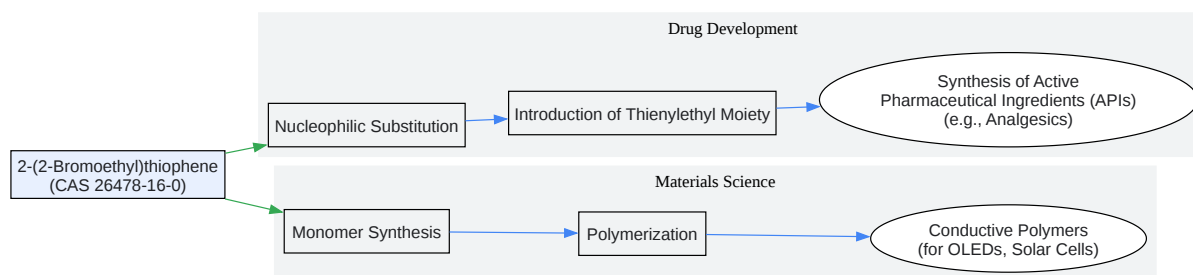 Drug Development
Synthesis of Active
Pharmaceutical Ingredients (APIs)
(e.g., Analgesics)
Introduction of Thienylethyl Moiety
Nucleophilic Substitution
2-(2-Bromoethyl)thiophene
(CAS 26478-16-0)
Materials Science
Monomer Synthesis
Polymerization
Conductive Polymers
(for OLEDs, Solar Cells)